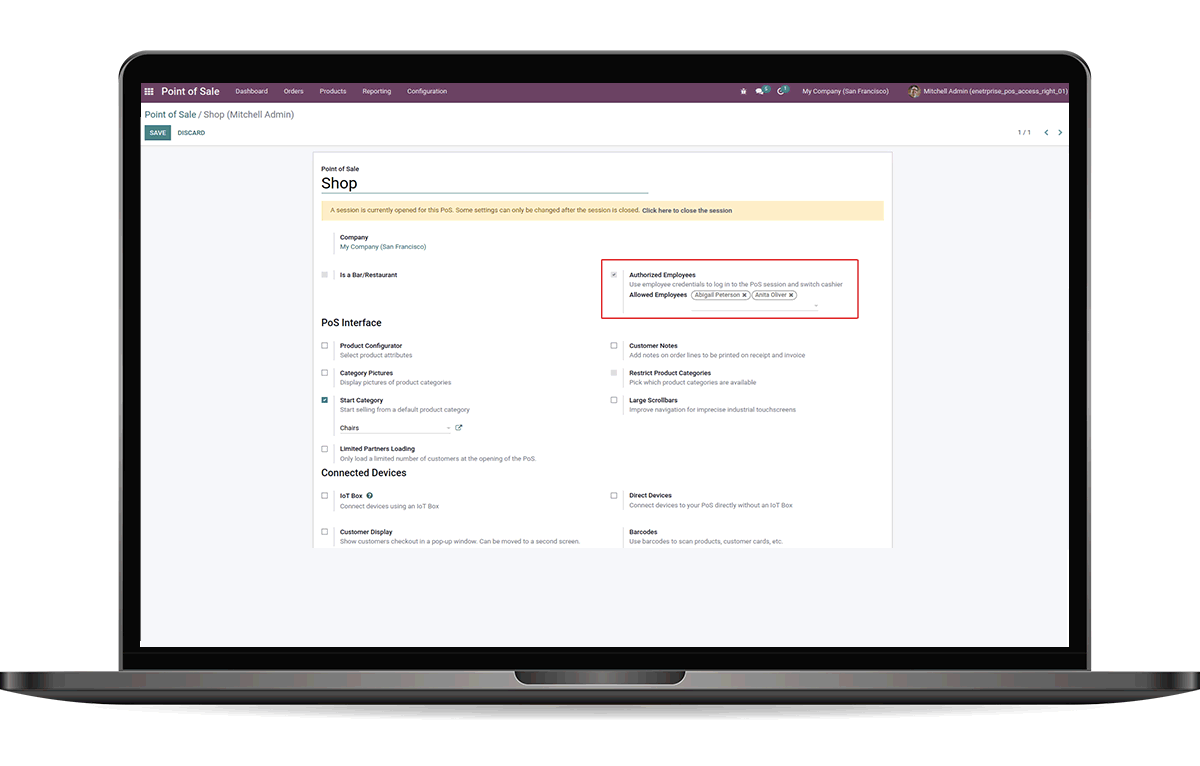 Point of Sale Dashboard Orders Products Reporting Configuration 5 1 My Company (San Francisco) Mitchell Admin (enetrprise_pos_access_right_01)
Point of Sale / Shop (Mitchell Admin)
SAVE DISCARD 1 / 1
Point of Sale
Shop
A session is currently opened for this PoS. Some settings can only be changed after the session is closed. Click here to close the session
Company
My Company (San Francisco)
Is a Bar/Restaurant
Authorized Employees
Use employee credentials to log in to the PoS session and switch cashier
Allowed Employees Abigail Peterson × Anita Oliver ×
PoS Interface
Product Configurator
Select product attributes
Customer Notes
Add notes on order lines to be printed on receipt and invoice
Category Pictures
Display pictures of product categories
Restrict Product Categories
Pick which product categories are available
Start Category
Start selling from a default product category
Chairs
Large Scrollbars
Improve navigation for imprecise industrial touchscreens
Limited Partners Loading
Only load a limited number of customers at the opening of the PoS.
Connected Devices
IoT Box ?
Connect devices using an IoT Box
Direct Devices
Connect devices to your PoS directly without an IoT Box
Customer Display
Show customers checkout in a pop-up window. Can be moved to a second screen.
Barcodes
Use barcodes to scan products, customer cards, etc.